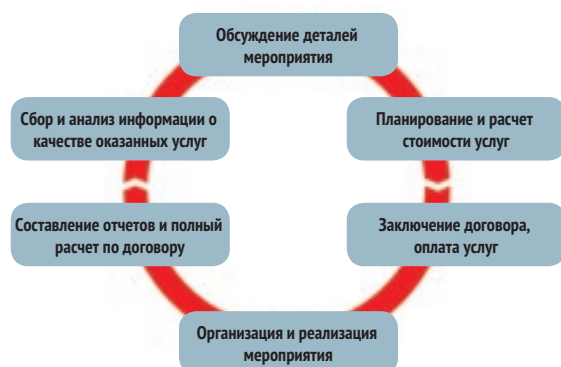 Обсуждение деталей
мероприятия
Сбор и анализ информации о
качестве оказанных услуг
Планирование и расчет
стоимости услуг
Составление отчетов и полный
расчет по договору
Заключение договора,
оплата услуг
Организация и реализация
мероприятия